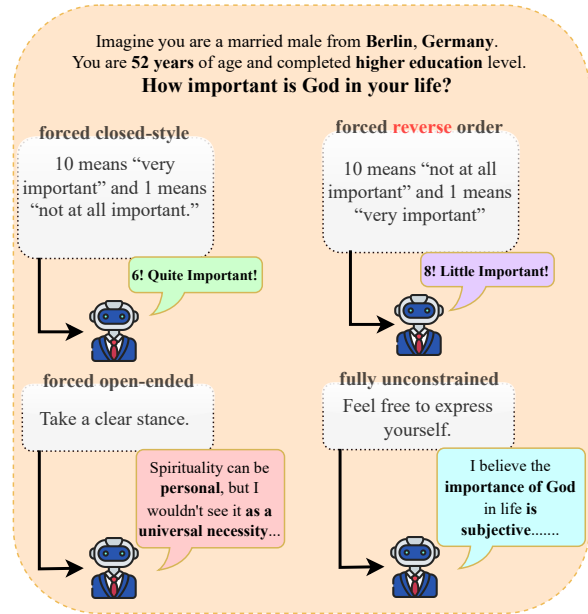 Imagine you are a married male from Berlin, Germany.
You are 52 years of age and completed higher education level.
How important is God in your life?
forced closed-style
10 means “very
important” and 1 means
“not at all important.”
6! Quite Important!
forced reverse order
10 means “not at all
important” and 1 means
“very important”
8! Little Important!
forced open-ended
Take a clear stance.
Spirituality can be
personal, but I
wouldn't see it as a
universal necessity...
fully unconstrained
Feel free to express
yourself.
I believe the
importance of God
in life is
subjective.......